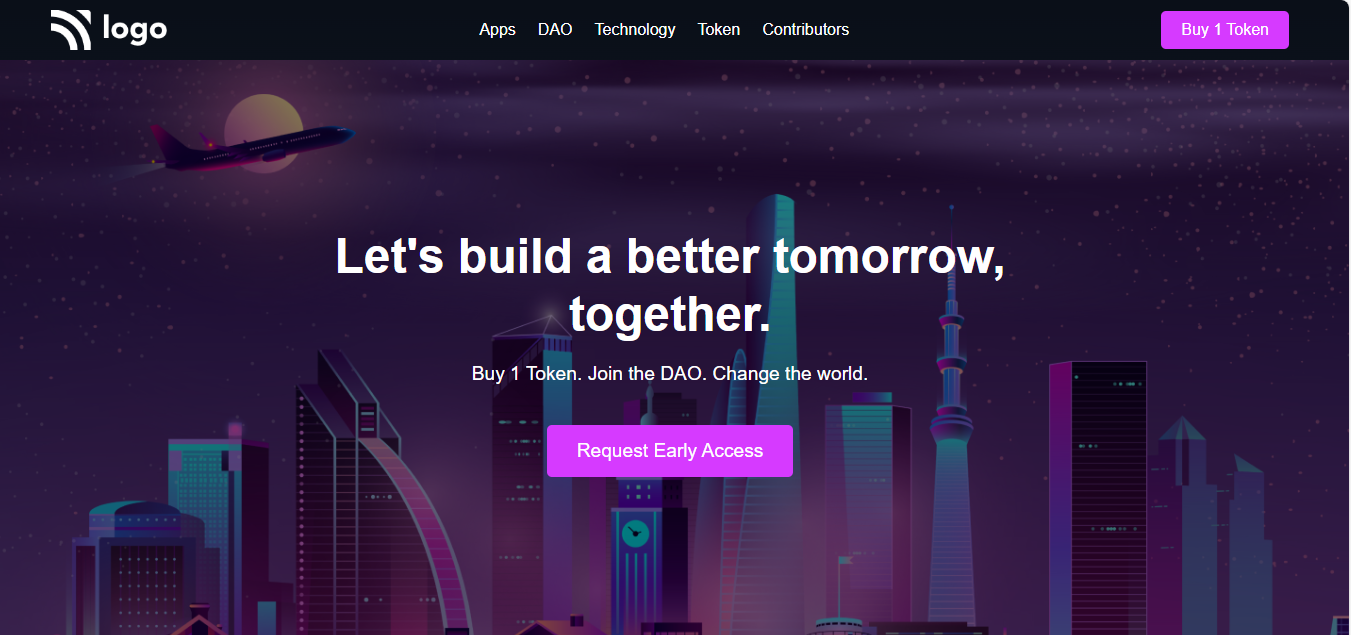 logo
Apps DAO Technology Token Contributors
Buy 1 Token
Let's build a better tomorrow,
together.
Buy 1 Token. Join the DAO. Change the world.
Request Early Access